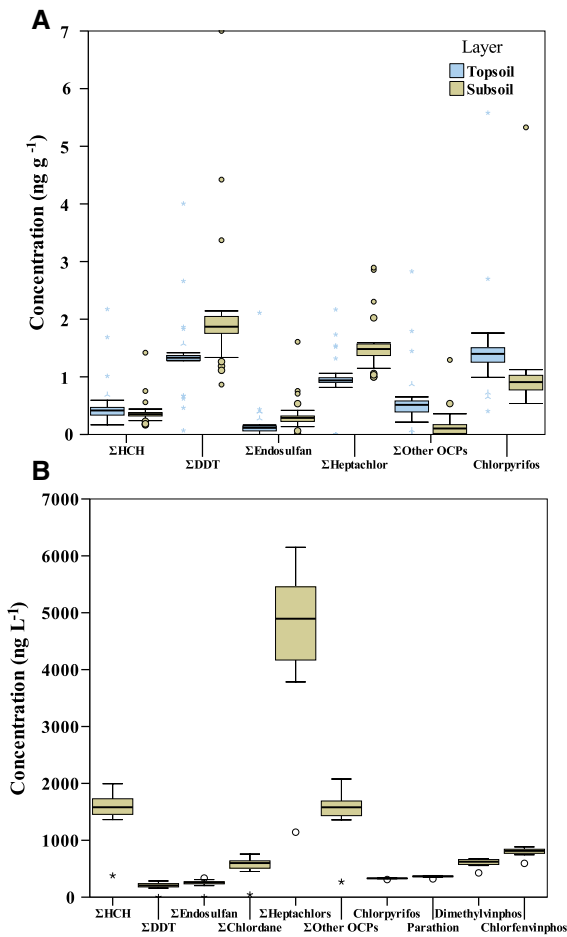 A
Layer
Topsoil
Subsoil
Concentration (ng g -1)
7
6
5
4
3
2
1
0
ΣHCH
ΣDDT
ΣEndosulfan
ΣHeptachlor
ΣOther OCPs
Chlorpyrifos
B
Concentration (ng L-1)
7000
6000
5000
4000
3000
2000
1000
0
ΣHCH
ΣDDT
ΣEndosulfan
ΣChlordane
ΣHeptachlors
ΣOther OCPs
Chlorpyrifos
Parathion
Dimethylvinphos
Chlorfenvinphos